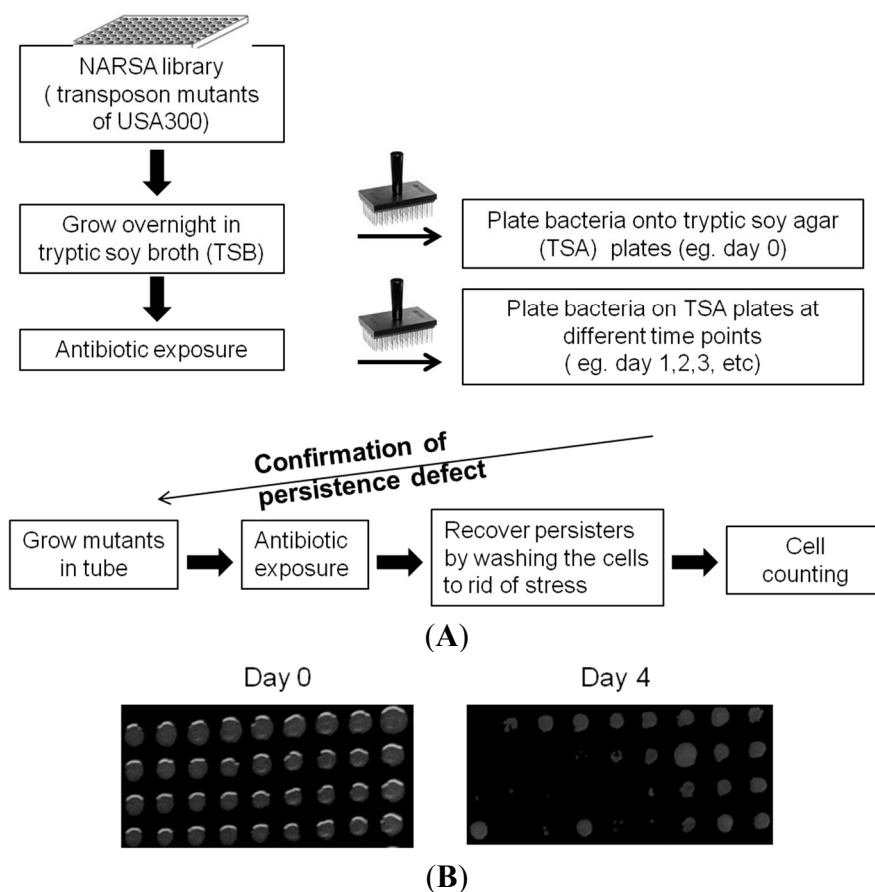 NARSA library
( transposon mutants
of USA300)
Grow overnight in
tryptic soy broth (TSB)
Plate bacteria onto tryptic soy agar
(TSA) plates (eg. day 0)
Antibiotic exposure
Plate bacteria on TSA plates at
different time points
( eg. day 1,2,3, etc)
Confirmation of
persistence defect
Grow mutants
in tube
Antibiotic
exposure
Recover persisters
by washing the cells
to rid of stress
Cell
counting
(A)
Day 0
Day 4
(B)